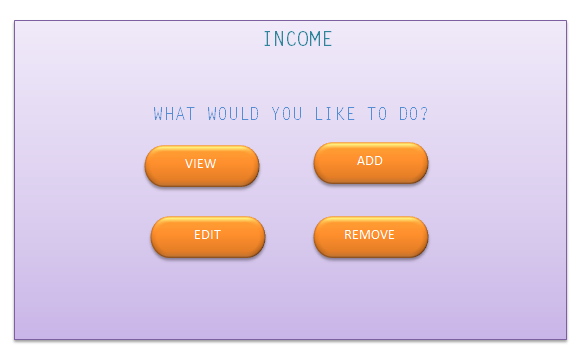 INCOME
WHAT WOULD YOU LIKE TO DO?
VIEW
ADD
EDIT
REMOVE